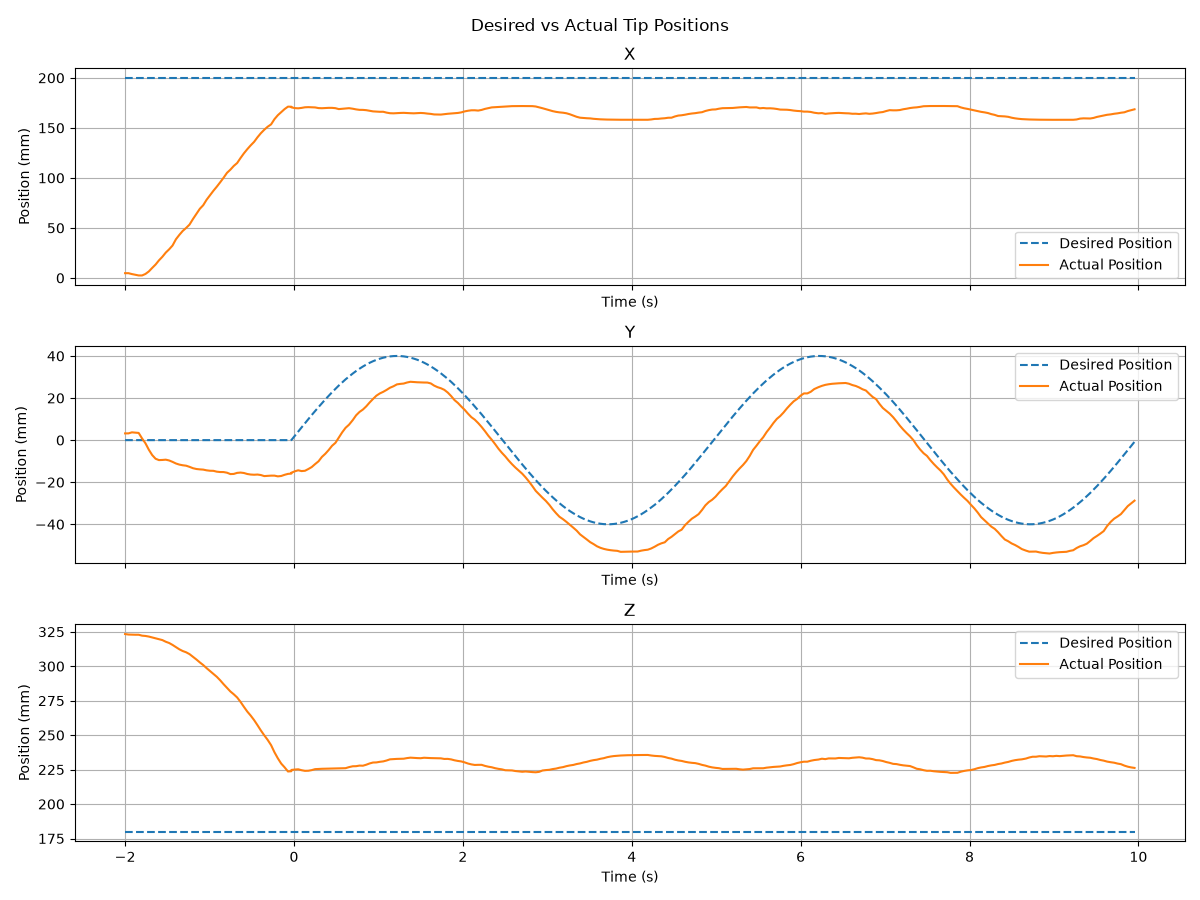 Desired vs Actual Tip Positions
X
200
150
100
50
0
Position (mm)
Desired Position
Actual Position
Time (s)
Y
40
20
0
−20
−40
Position (mm)
Desired Position
Actual Position
Time (s)
Z
325
300
275
250
225
200
175
Position (mm)
Desired Position
Actual Position
−2 0 2 4 6 8 10
Time (s)